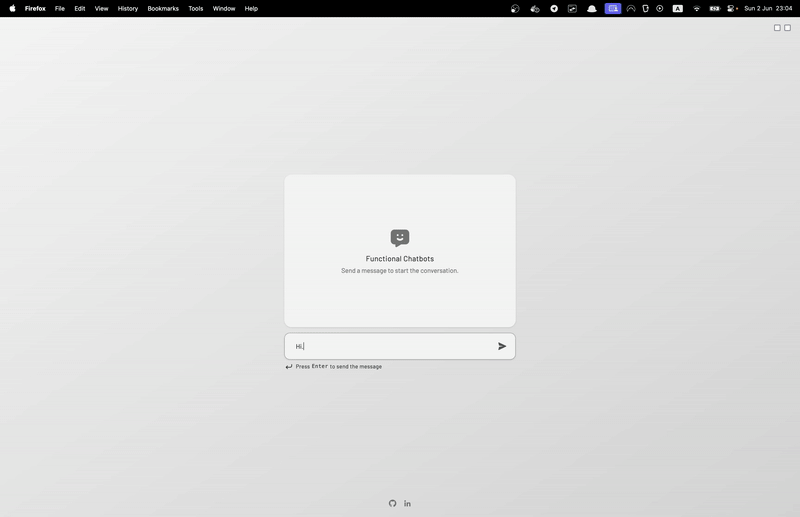 Firefox File Edit View History Bookmarks Tools Window Help A Sun 2 Jun 23:04
Functional Chatbots
Send a message to start the conversation.
Hi,
Press Enter to send the message
in